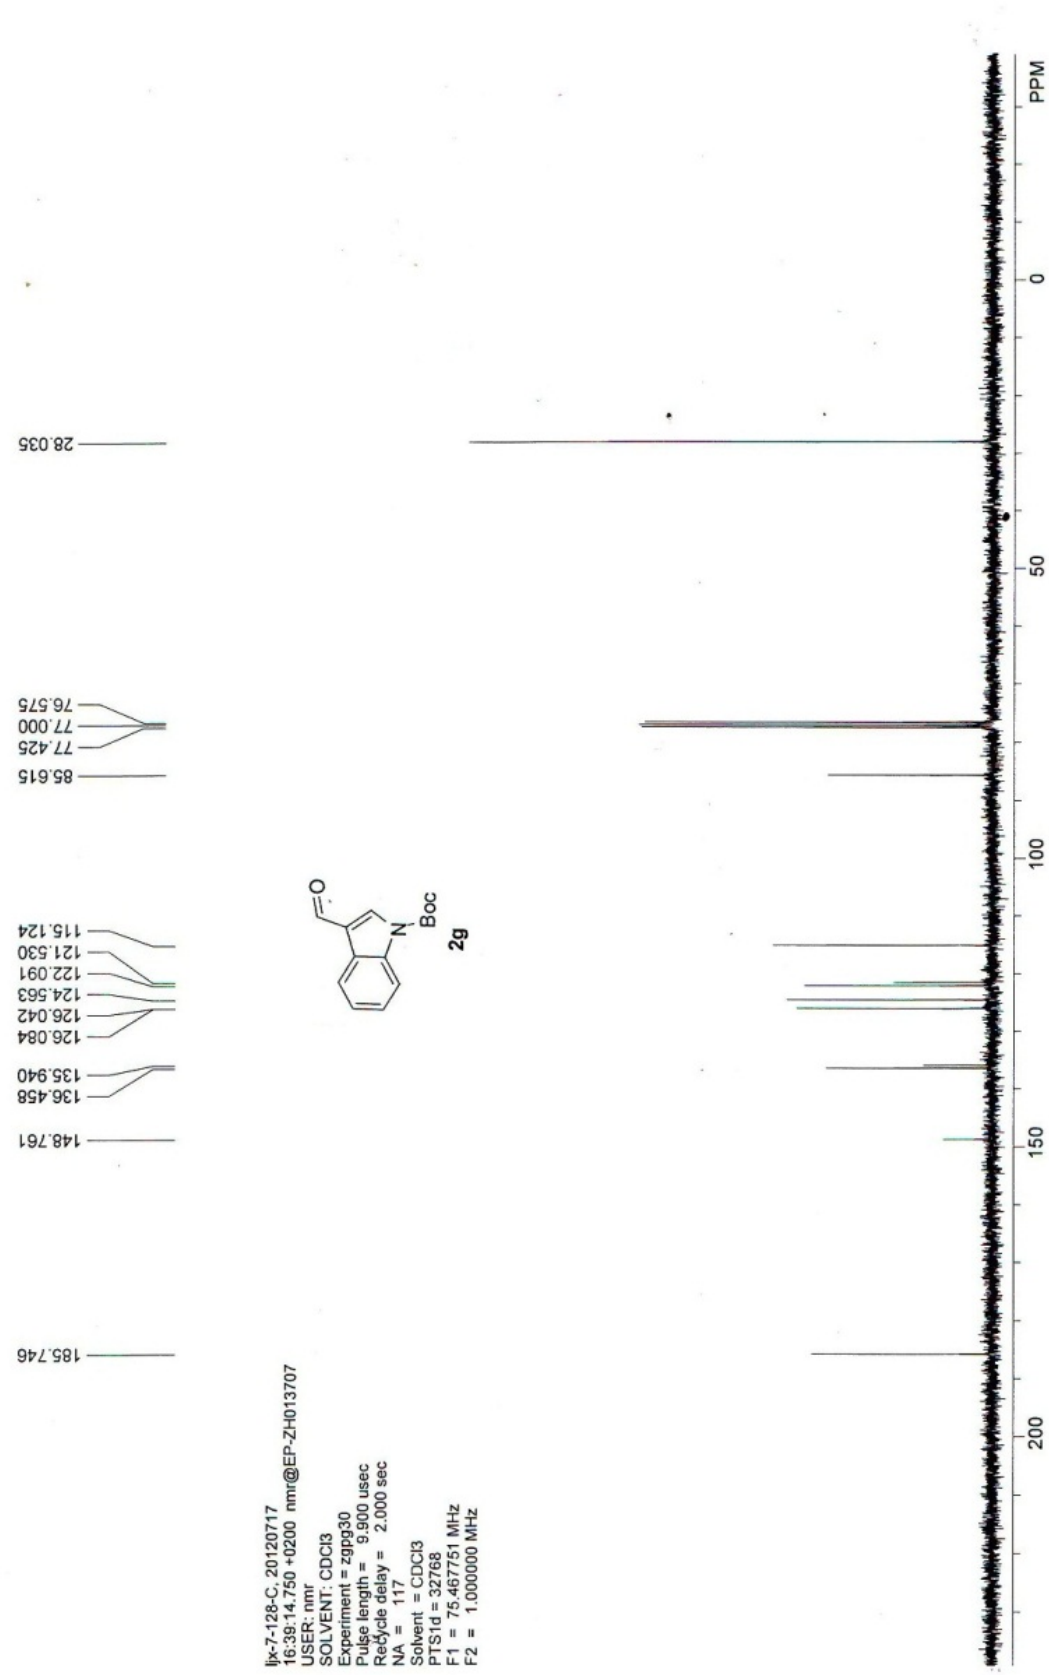 ljx-7-128-C, 20120717
16:39:14.750 +0200 nmr@EP-ZH013707
USER: nmr
SOLVENT: CDCl3
Experiment = zgpg30
Pulse length = 9.900 usec
Recycle delay = 2.000 sec
NA = 117
Solvent = CDCl3
PTS1d = 32768
F1 = 75.467751 MHz
F2 = 1.000000 MHz
185.746
148.761
136.458
135.940
126.084
126.042
124.563
122.091
121.530
115.124
85.615
77.425
77.000
76.575
28.035
O
N
Boc
2g
200
150
100
50
0
PPM